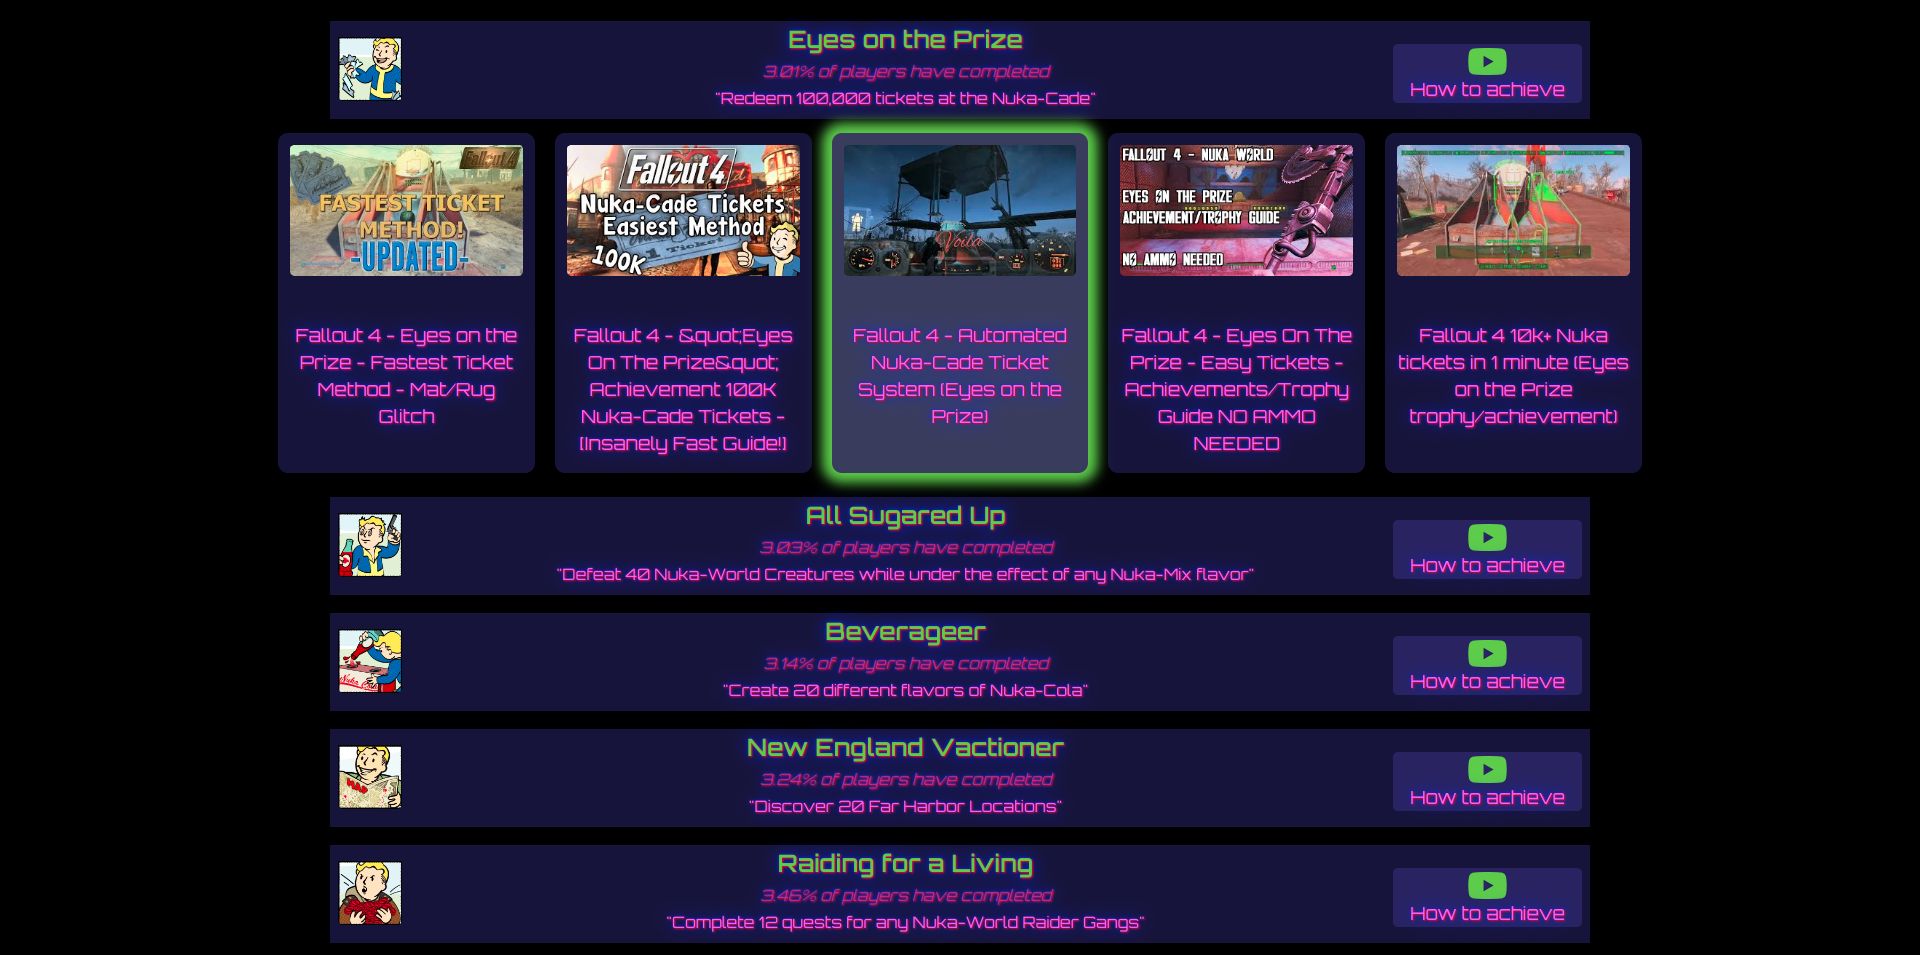 Eyes on the Prize
3.01% of players have completed
"Redeem 100,000 tickets at the Nuka-Cade"
How to achieve
Fallout 4
FASTEST TICKET
METHOD!
-UPDATED-
Fallout 4 - Eyes on the
Prize - Fastest Ticket
Method - Mat/Rug
Glitch
Fallout 4
Nuka-Cade Tickets
Easiest Method
Ticket
100K
Fallout 4 - &quot;Eyes
On The Prize&quot;
Achievement 100K
Nuka-Cade Tickets -
[Insanely Fast Guide!]
Voila
Fallout 4 - Automated
Nuka-Cade Ticket
System (Eyes on the
Prize)
FALLOUT 4 - NUKA WORLD
EYES ON THE PRIZE
ACHIEVEMENT/TROPHY GUIDE
NO AMMO NEEDED
Fallout 4 - Eyes On The
Prize - Easy Tickets -
Achievements/Trophy
Guide NO AMMO
NEEDED
Fallout 4 10k+ Nuka
tickets in 1 minute (Eyes
on the Prize
trophy/achievement)
All Sugared Up
3.03% of players have completed
"Defeat 40 Nuka-World Creatures while under the effect of any Nuka-Mix flavor"
How to achieve
Beverageer
3.14% of players have completed
"Create 20 different flavors of Nuka-Cola"
How to achieve
New England Vactioner
3.24% of players have completed
"Discover 20 Far Harbor Locations"
How to achieve
MAP
Raiding for a Living
3.46% of players have completed
"Complete 12 quests for any Nuka-World Raider Gangs"
How to achieve